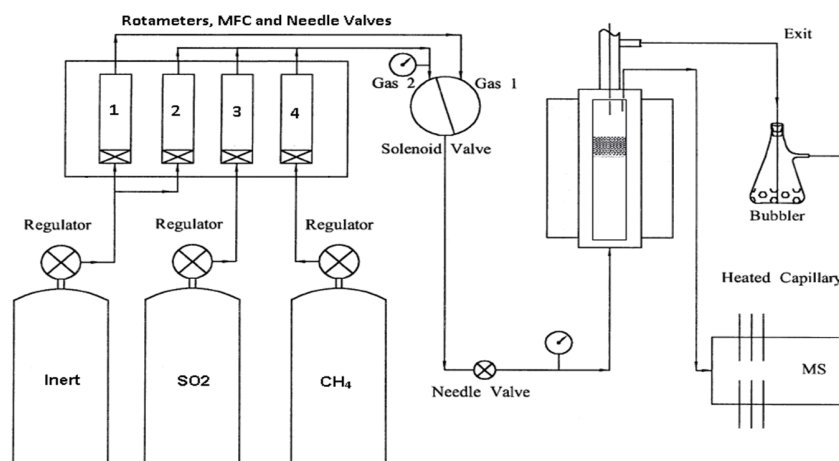 Rotameters, MFC and Needle Valves
Exit
Gas 2
Gas 1
1
2
3
4
Solenoid Valve
Bubbler
Regulator
Regulator
Regulator
Heated Capillary
Inert
SO2
CH₄
Needle Valve
MS